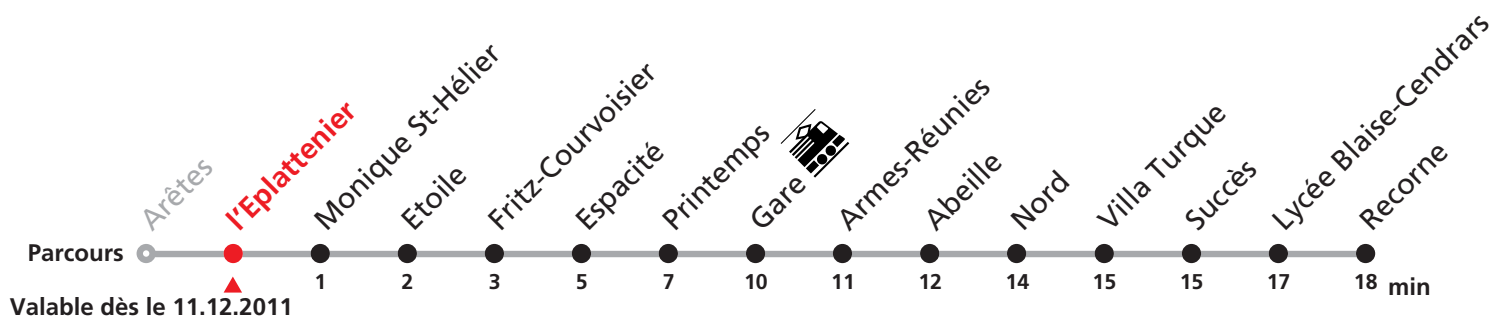 Arêtes
l'Eplattenier
Monique St-Hélier
Etoile
Fritz-Courvoisier
Espacité
Printemps
Gare
Armes-Réunies
Abeille
Nord
Villa Turque
Succès
Lycée Blaise-Cendrars
Recorne
Parcours
1 2 3 5 7 10 11 12 14 15 15 17 18 min
Valable dès le 11.12.2011